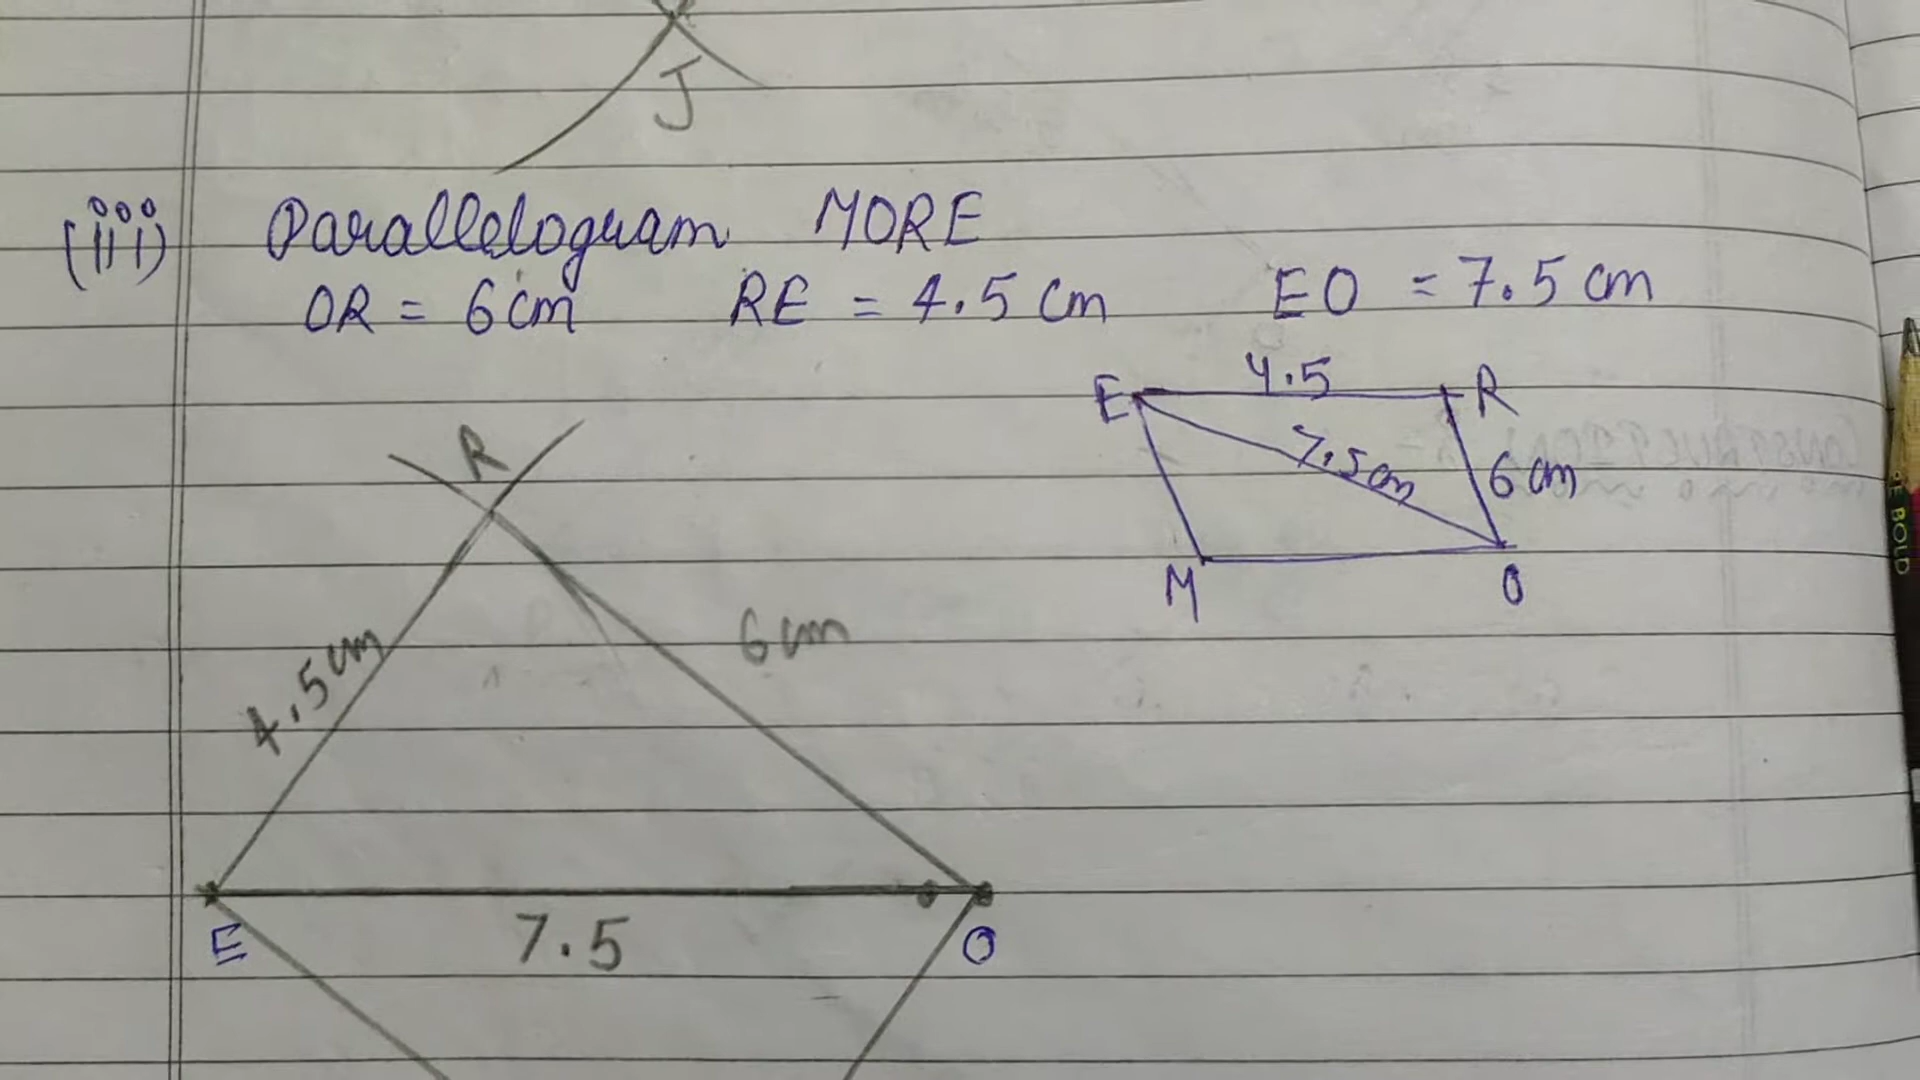 J
(iii) Parallelogram MORE
OR = 6 cm RE = 4.5 cm EO = 7.5 cm
E 4.5 R
7.5 cm 6 cm
M O
R
4.5 cm 6 cm
E 7.5 O
BOLD